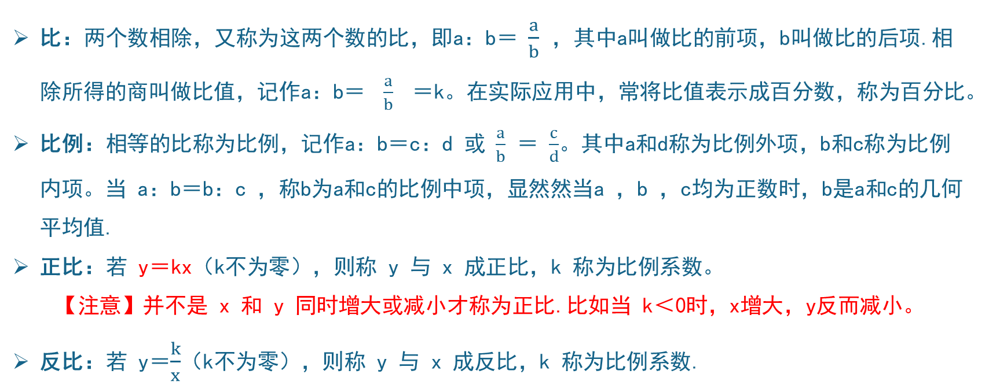 ➢ 比：两个数相除，又称为这两个数的比，即a：b＝ a/b ，其中a叫做比的前项，b叫做比的后项.相
除所得的商叫做比值，记作a：b＝ a/b ＝k。在实际应用中，常将比值表示成百分数，称为百分比。
➢ 比例：相等的比称为比例，记作a：b＝c：d 或 a/b ＝ c/d。其中a和d称为比例外项，b和c称为比例
内项。当 a：b＝b：c ，称b为a和c的比例中项，显然然当a ，b ，c均为正数时，b是a和c的几何
平均值.
➢ 正比：若 y＝kx（k不为零），则称 y 与 x 成正比，k 称为比例系数。
【注意】并不是 x 和 y 同时增大或减小才称为正比.比如当 k＜0时，x增大，y反而减小。
➢ 反比：若 y＝k/x（k不为零），则称 y 与 x 成反比，k 称为比例系数.